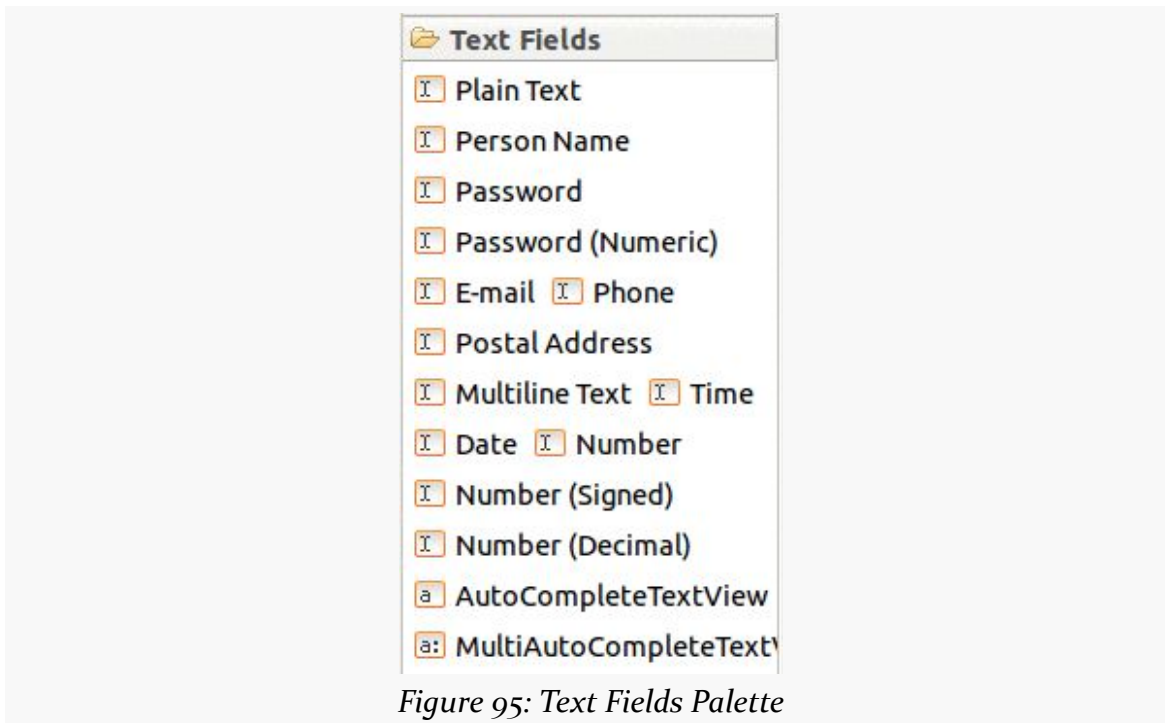 Text Fields
Plain Text
Person Name
Password
Password (Numeric)
E-mail Phone
Postal Address
Multiline Text Time
Date Number
Number (Signed)
Number (Decimal)
a AutoCompleteTextView
a: MultiAutoCompleteText
Figure 95: Text Fields Palette